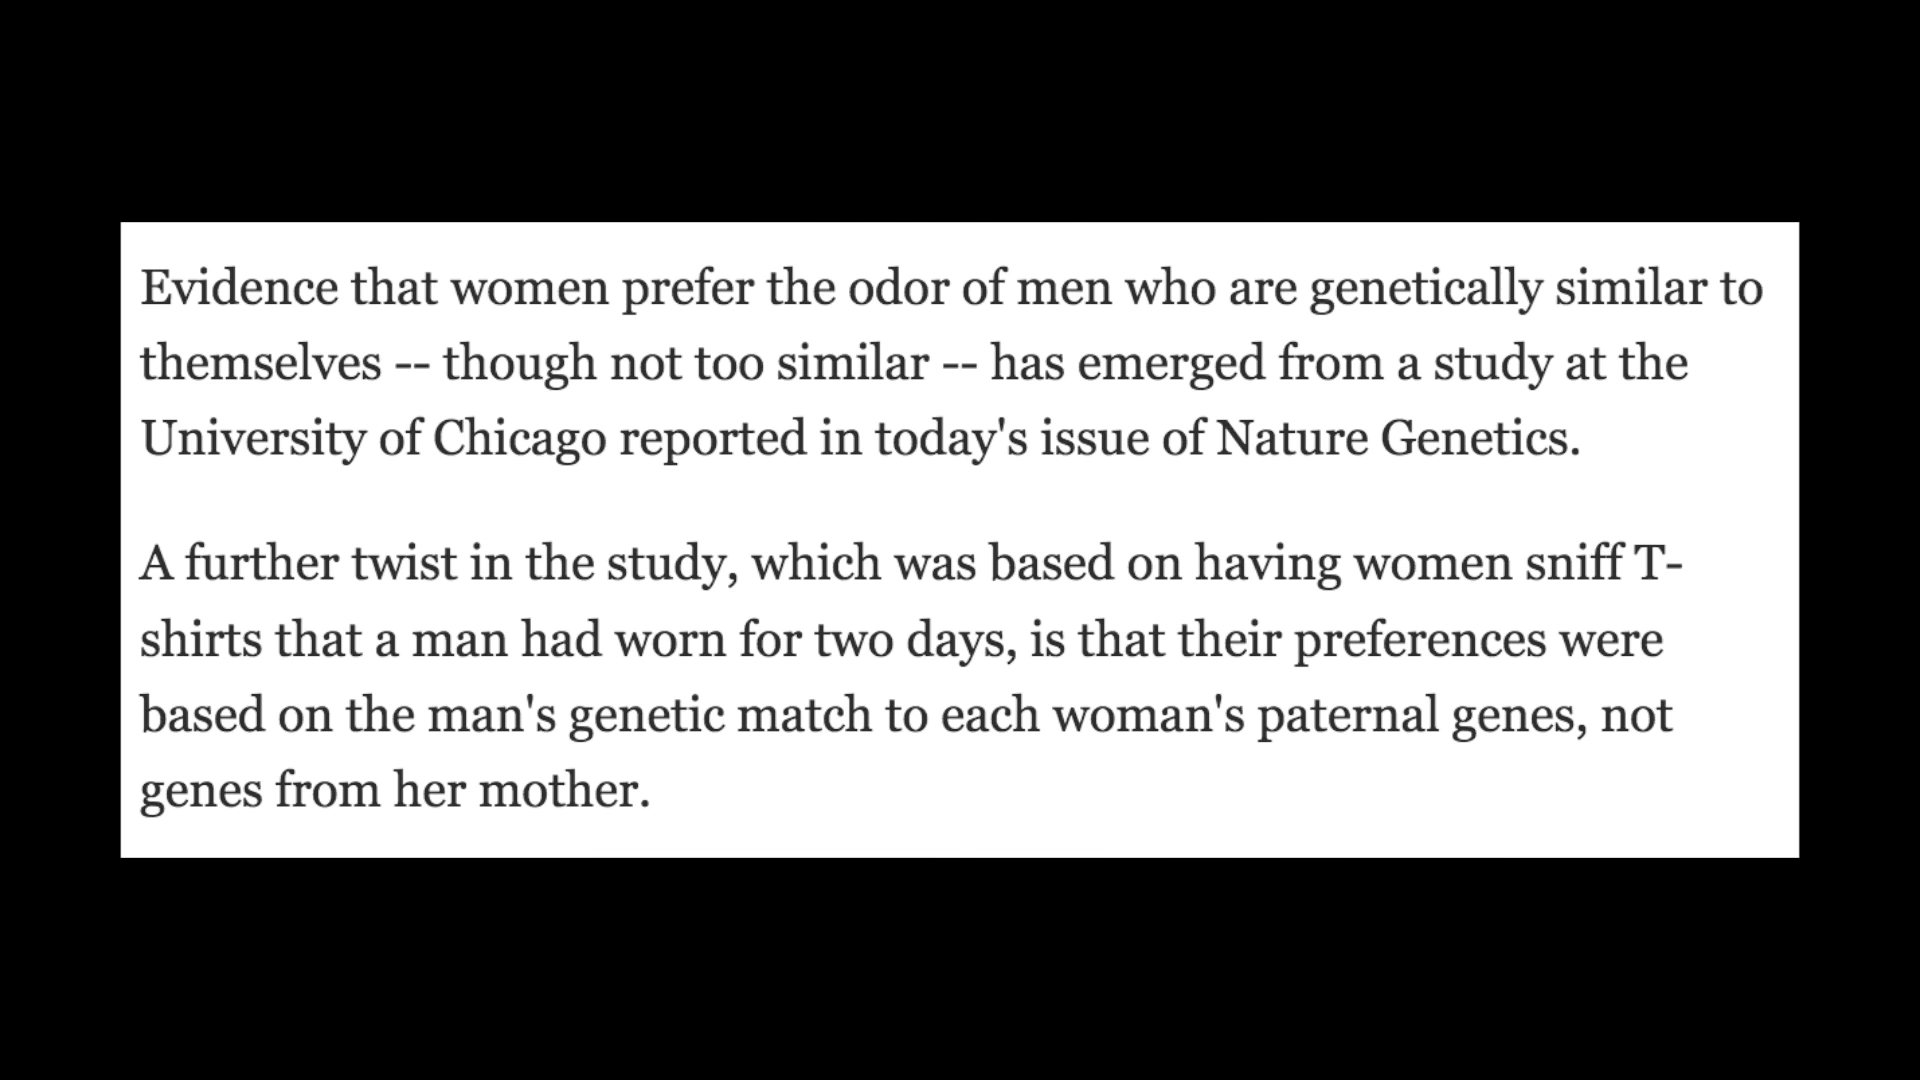 Evidence that women prefer the odor of men who are genetically similar to
themselves -- though not too similar -- has emerged from a study at the
University of Chicago reported in today's issue of Nature Genetics.
A further twist in the study, which was based on having women sniff T-
shirts that a man had worn for two days, is that their preferences were
based on the man's genetic match to each woman's paternal genes, not
genes from her mother.